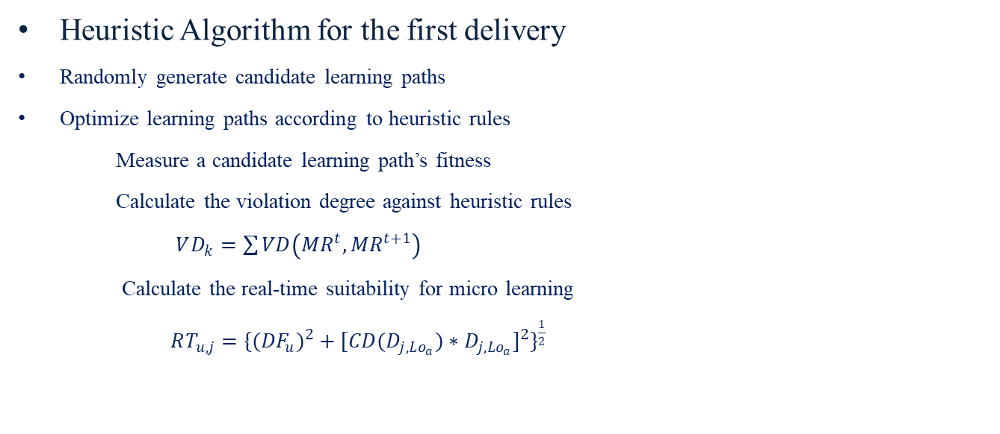 • Heuristic Algorithm for the first delivery
• Randomly generate candidate learning paths
• Optimize learning paths according to heuristic rules
Measure a candidate learning path’s fitness
Calculate the violation degree against heuristic rules
$VD_k = \sum VD(MR^t, MR^{t+1})$
Calculate the real-time suitability for micro learning
$RT_{u,j} = \{(DF_u)^2 + [CD(D_{j,Lo_a}) * D_{j,Lo_a}]^2\}^{\frac{1}{2}}$